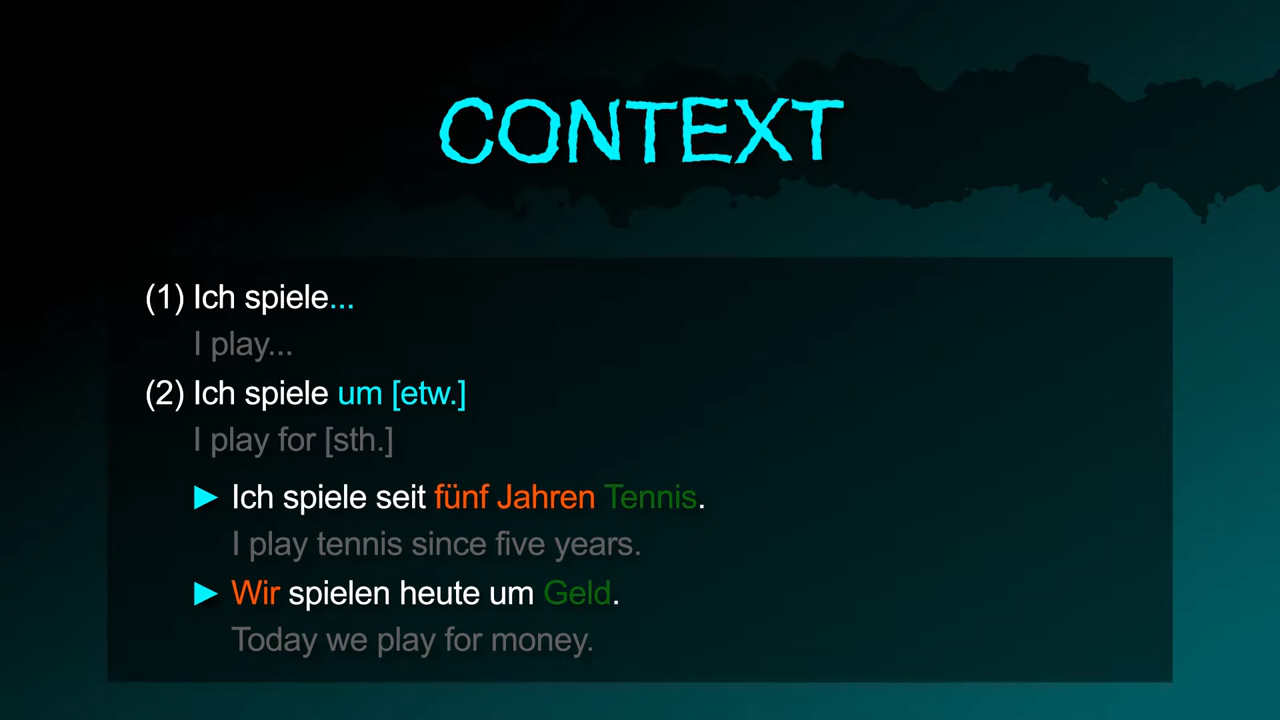 CONTEXT
(1) Ich spiele...
I play...
(2) Ich spiele um [etw.]
I play for [sth.]
► Ich spiele seit fünf Jahren Tennis.
I play tennis since five years.
► Wir spielen heute um Geld.
Today we play for money.